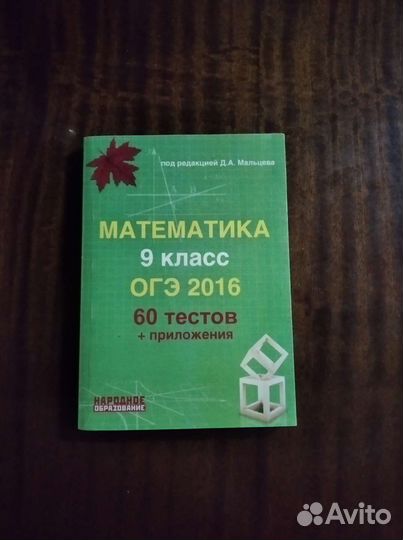 под редакцией Д.А. Мальцева
МАТЕМАТИКА
9 класс
ОГЭ 2016
60 тестов
+ приложения
НАРОДНОЕ
ОБРАЗОВАНИЕ
Avito